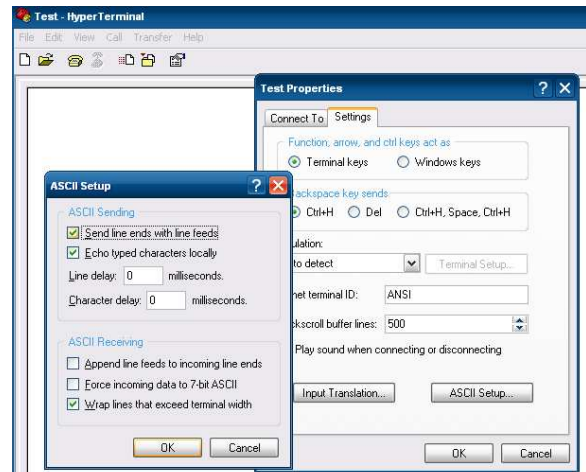 Test - HyperTerminal
File Edit View Call Transfer Help
Test Properties
Connect To Settings
Function, arrow, and ctrl keys act as
Terminal keys Windows keys
ackspace key sends
Ctrl+H Del Ctrl+H, Space, Ctrl+H
ulation:
to detect Terminal Setup...
net terminal ID: ANSI
ckscroll buffer lines: 500
Play sound when connecting or disconnecting
Input Translation... ASCII Setup...
OK Cancel
ASCII Setup
ASCII Sending
Send line ends with line feeds
Echo typed characters locally
Line delay: 0 milliseconds.
Character delay: 0 milliseconds.
ASCII Receiving
Append line feeds to incoming line ends
Force incoming data to 7-bit ASCII
Wrap lines that exceed terminal width
OK Cancel